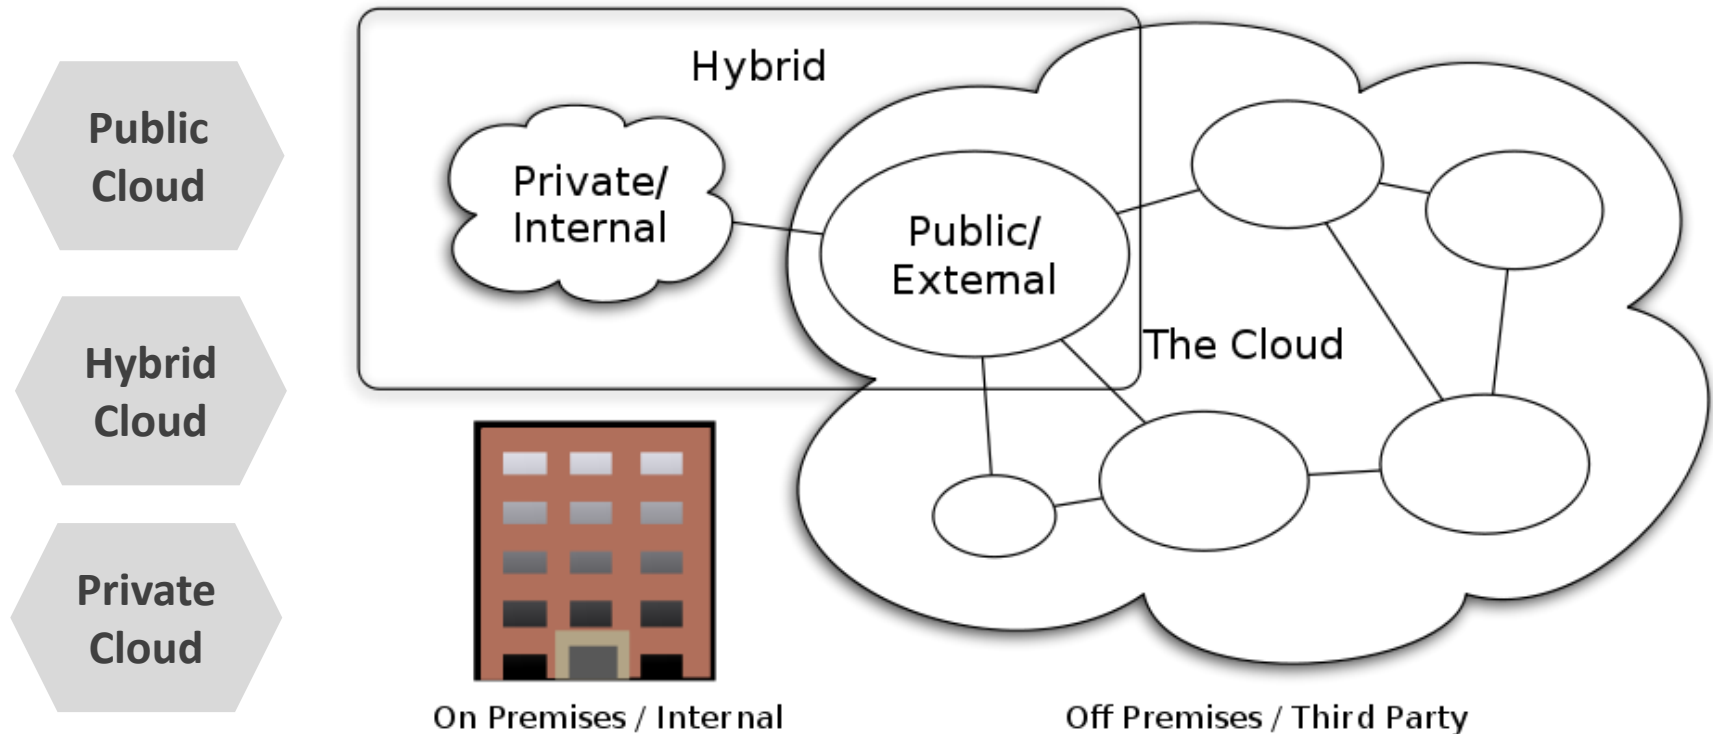 Public
Cloud
Hybrid
Cloud
Private
Cloud
Hybrid
Private/
Internal
Public/
External
The Cloud
On Premises / Internal
Off Premises / Third Party